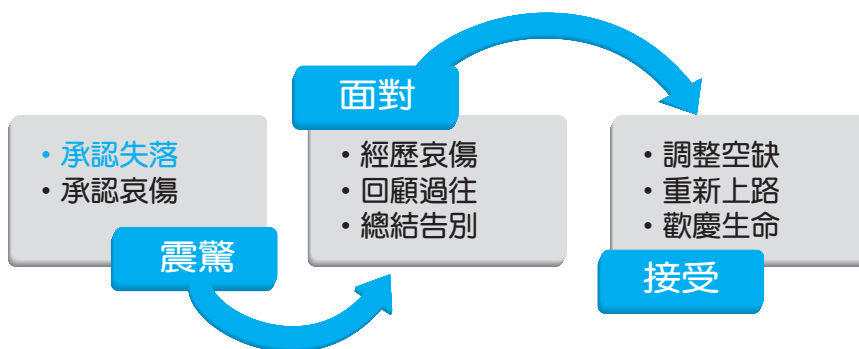 ・承認失落
・承認哀傷
震驚
面對
・經歷哀傷
・回顧過往
・總結告別
・調整空缺
・重新上路
・歡慶生命
接受